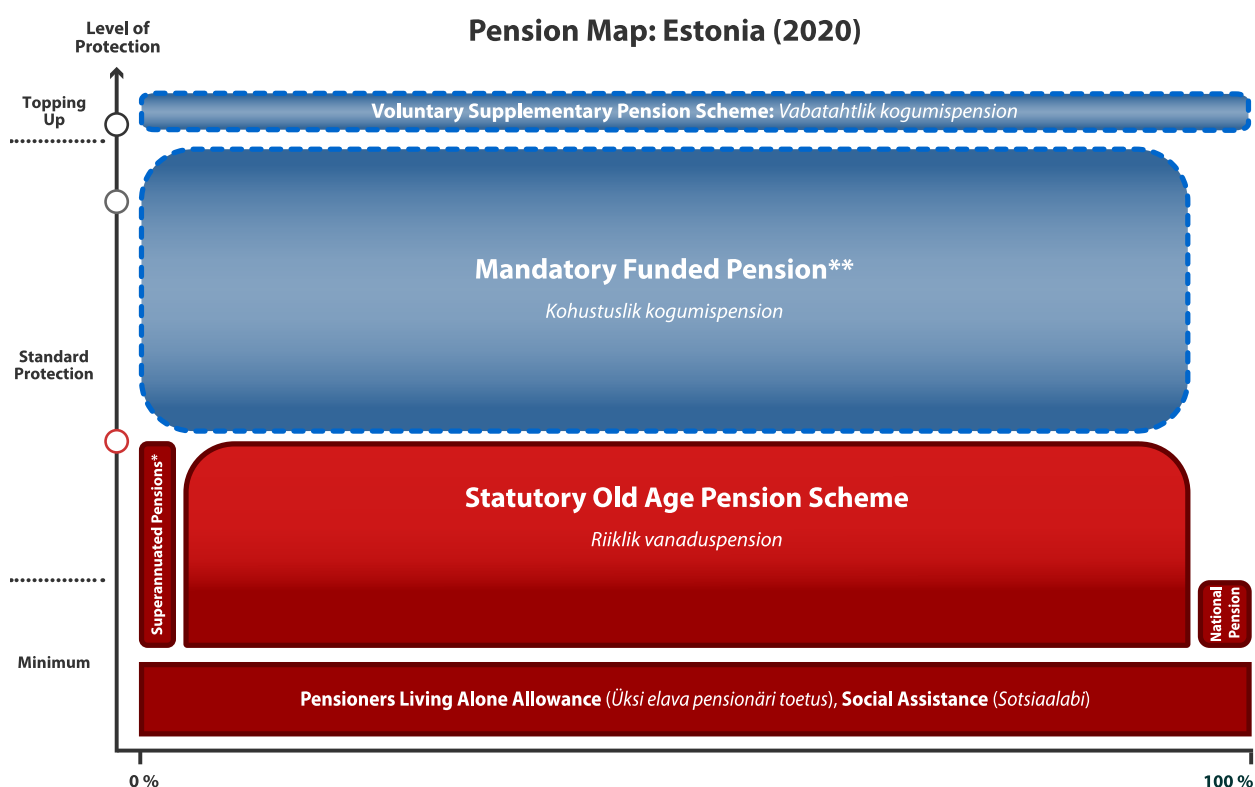 Pension Map: Estonia (2020)
Level of
Protection
Topping
Up
Voluntary Supplementary Pension Scheme: Vabatahtlik kogumispension
Mandatory Funded Pension**
Kohustuslik kogumispension
Standard
Protection
Superannuated Pensions*
Statutory Old Age Pension Scheme
Riiklik vanaduspension
National
Pension
Minimum
Pensioners Living Alone Allowance (Üksi elava pensionäri toetus), Social Assistance (Sotsiaalabi)
0 %
100 %